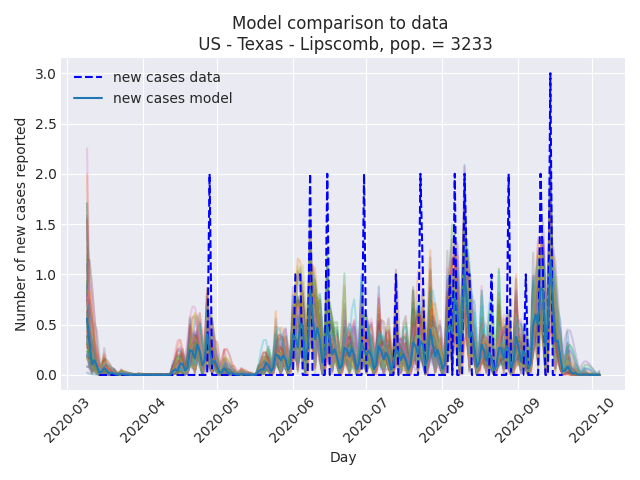 Model comparison to data
US - Texas - Lipscomb, pop. = 3233
new cases data
new cases model
Number of new cases reported
3.0
2.5
2.0
1.5
1.0
0.5
0.0
2020-03
2020-04
2020-05
2020-06
2020-07
2020-08
2020-09
2020-10
Day